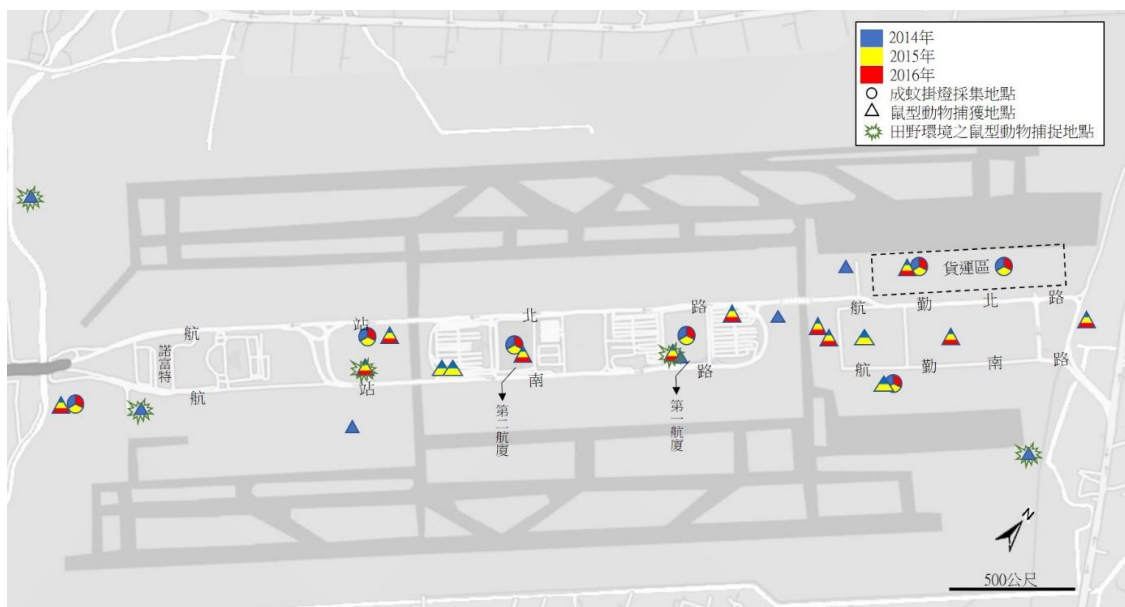 2014年
2015年
2016年
成蚊掛燈採集地點
鼠型動物捕獲地點
田野環境之鼠型動物捕捉地點
貨運區
航勤北路
航站北路
諾富特
航站南路
航勤南路
第二航廈
第一航廈
N
500公尺